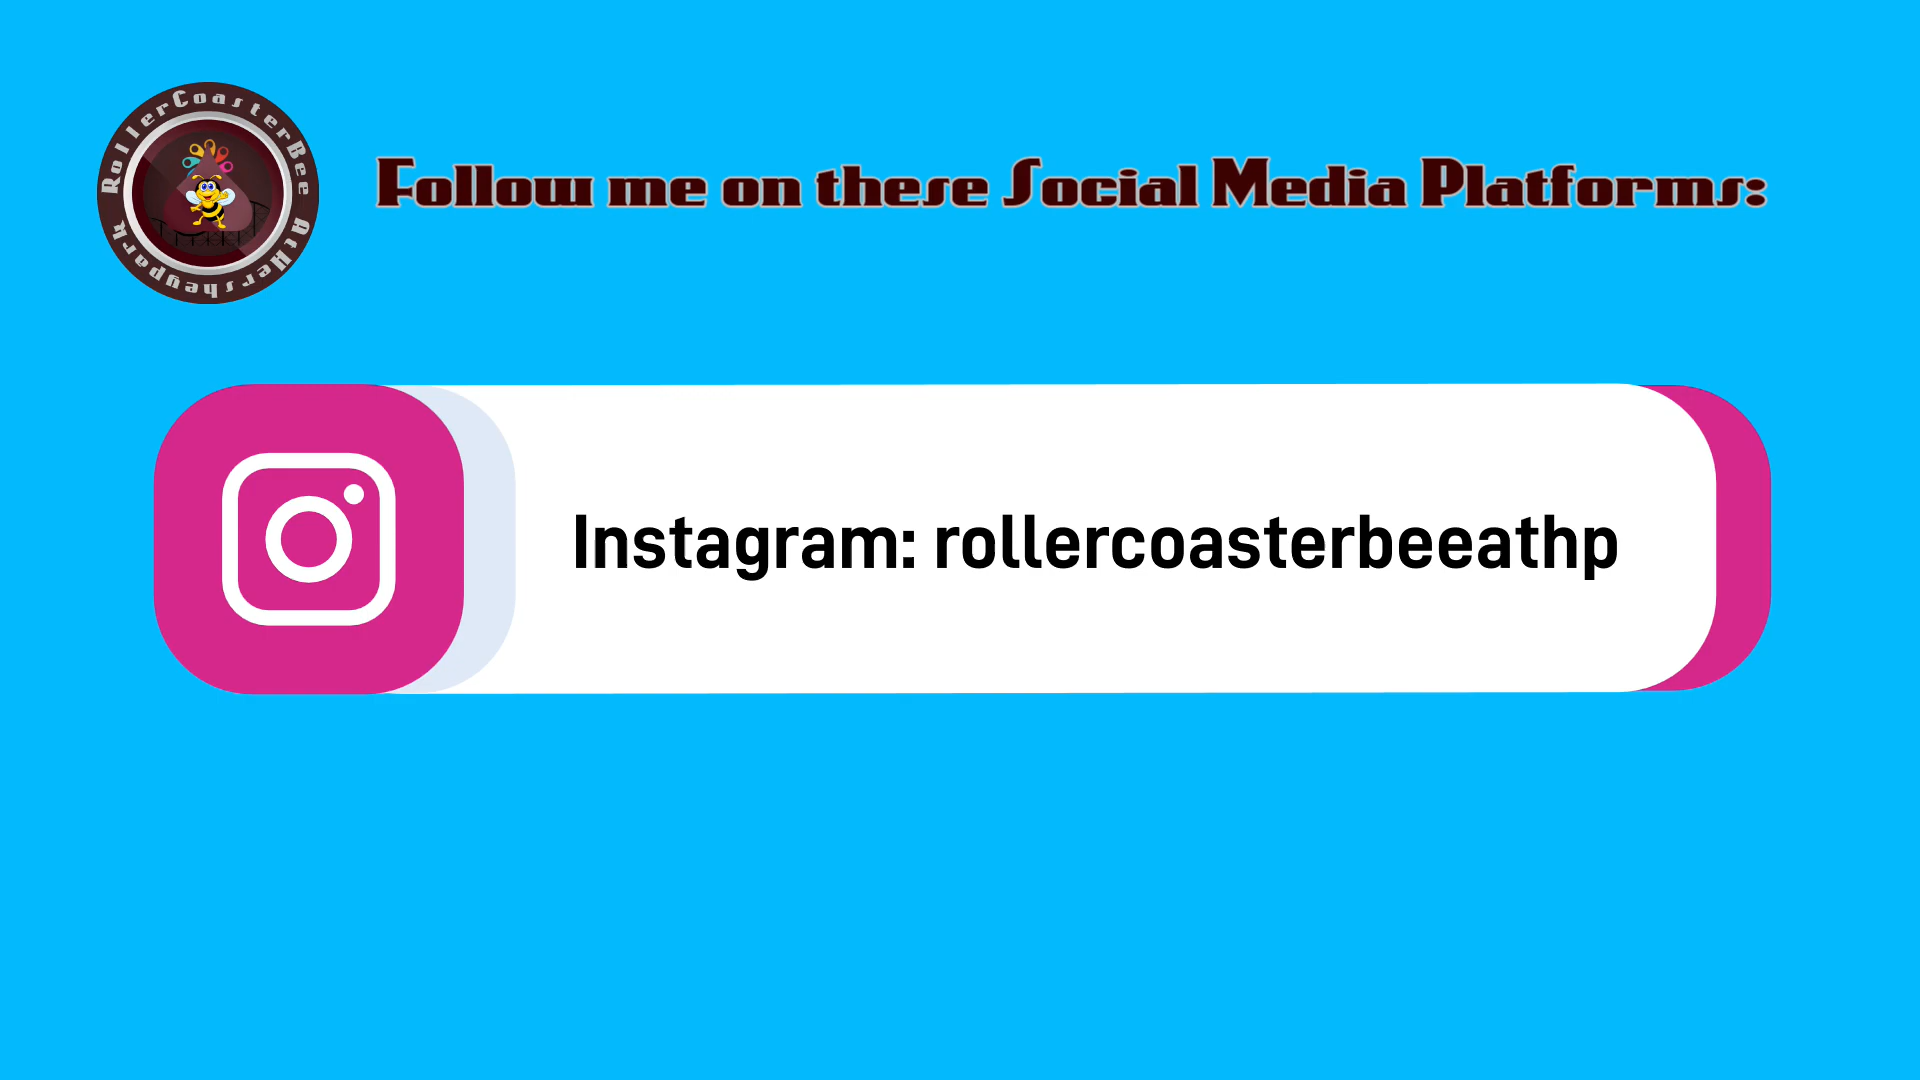 RollerCoasterBee AtHersheypark
Follow me on these Social Media Platforms:
Instagram: rollercoasterbeeathp